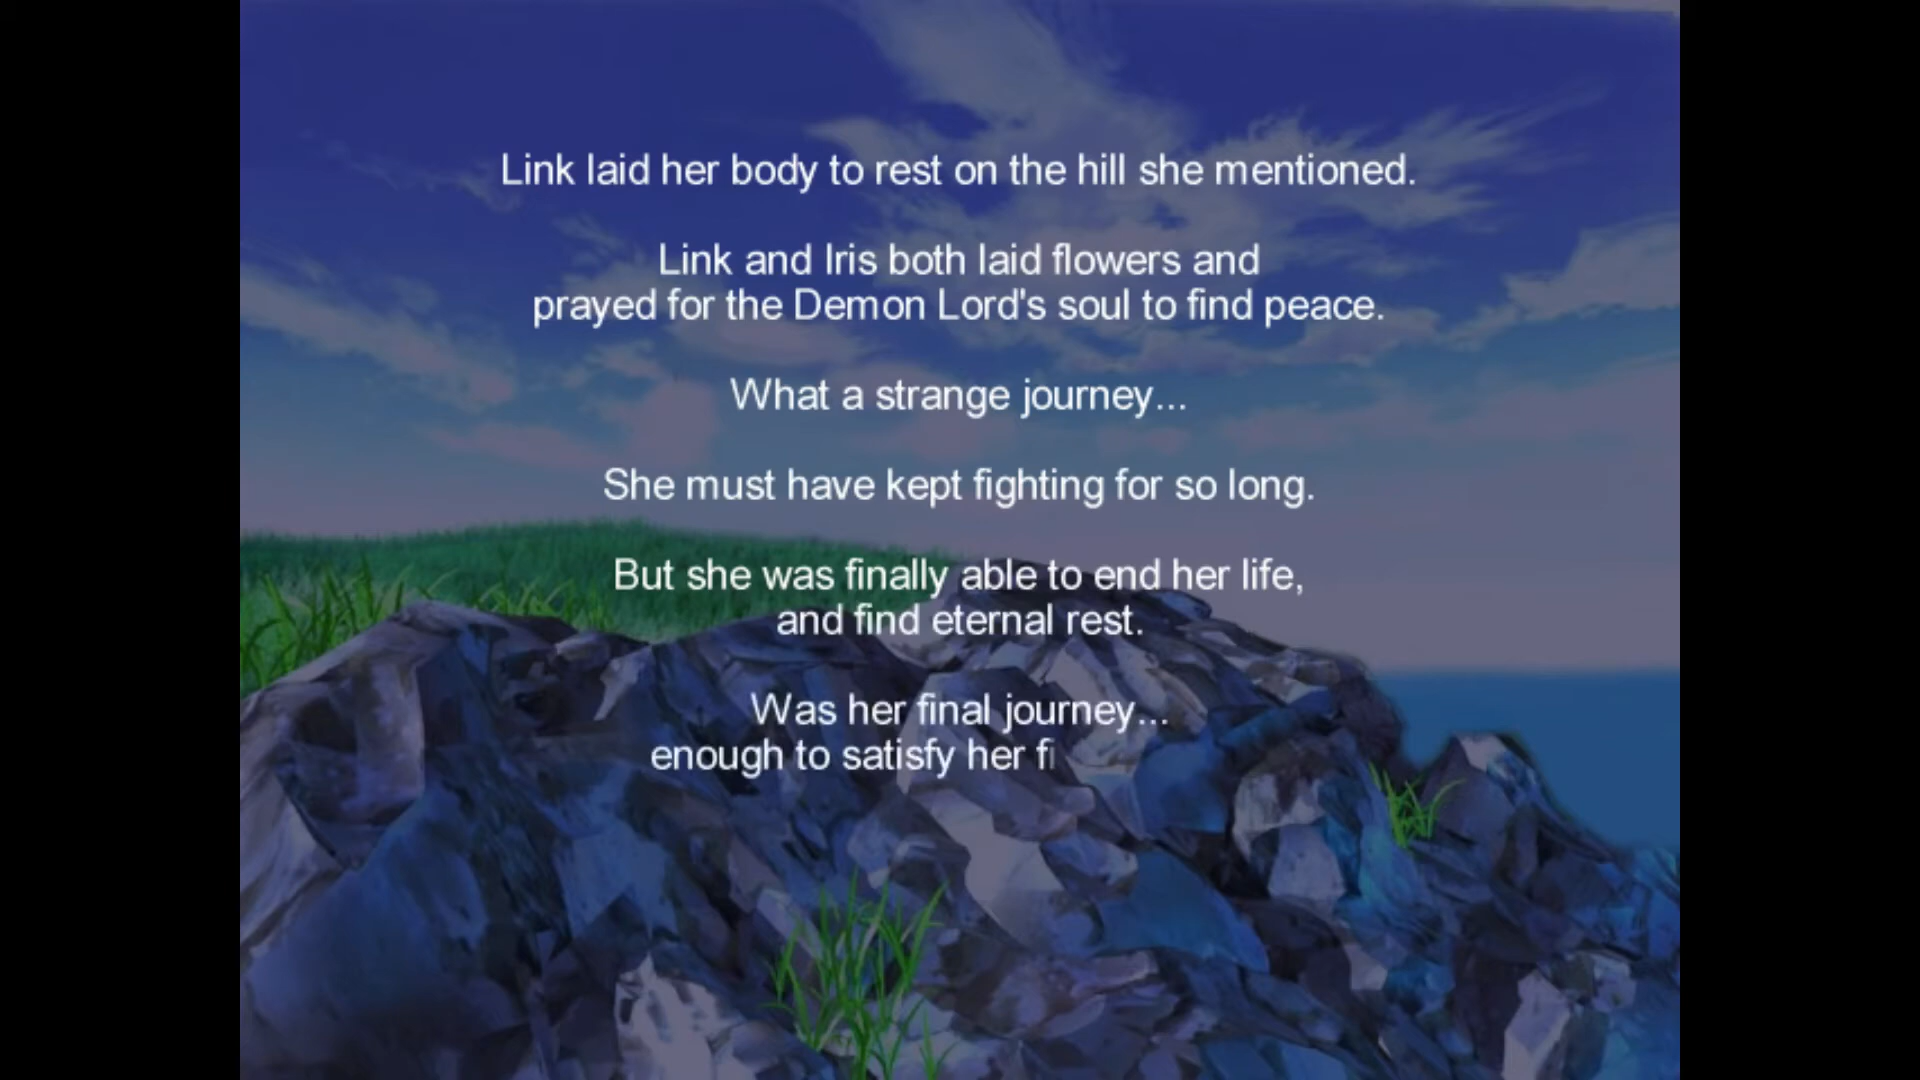 Link laid her body to rest on the hill she mentioned.
Link and Iris both laid flowers and
prayed for the Demon Lord's soul to find peace.
What a strange journey...
She must have kept fighting for so long.
But she was finally able to end her life,
and find eternal rest.
Was her final journey...
enough to satisfy her fi